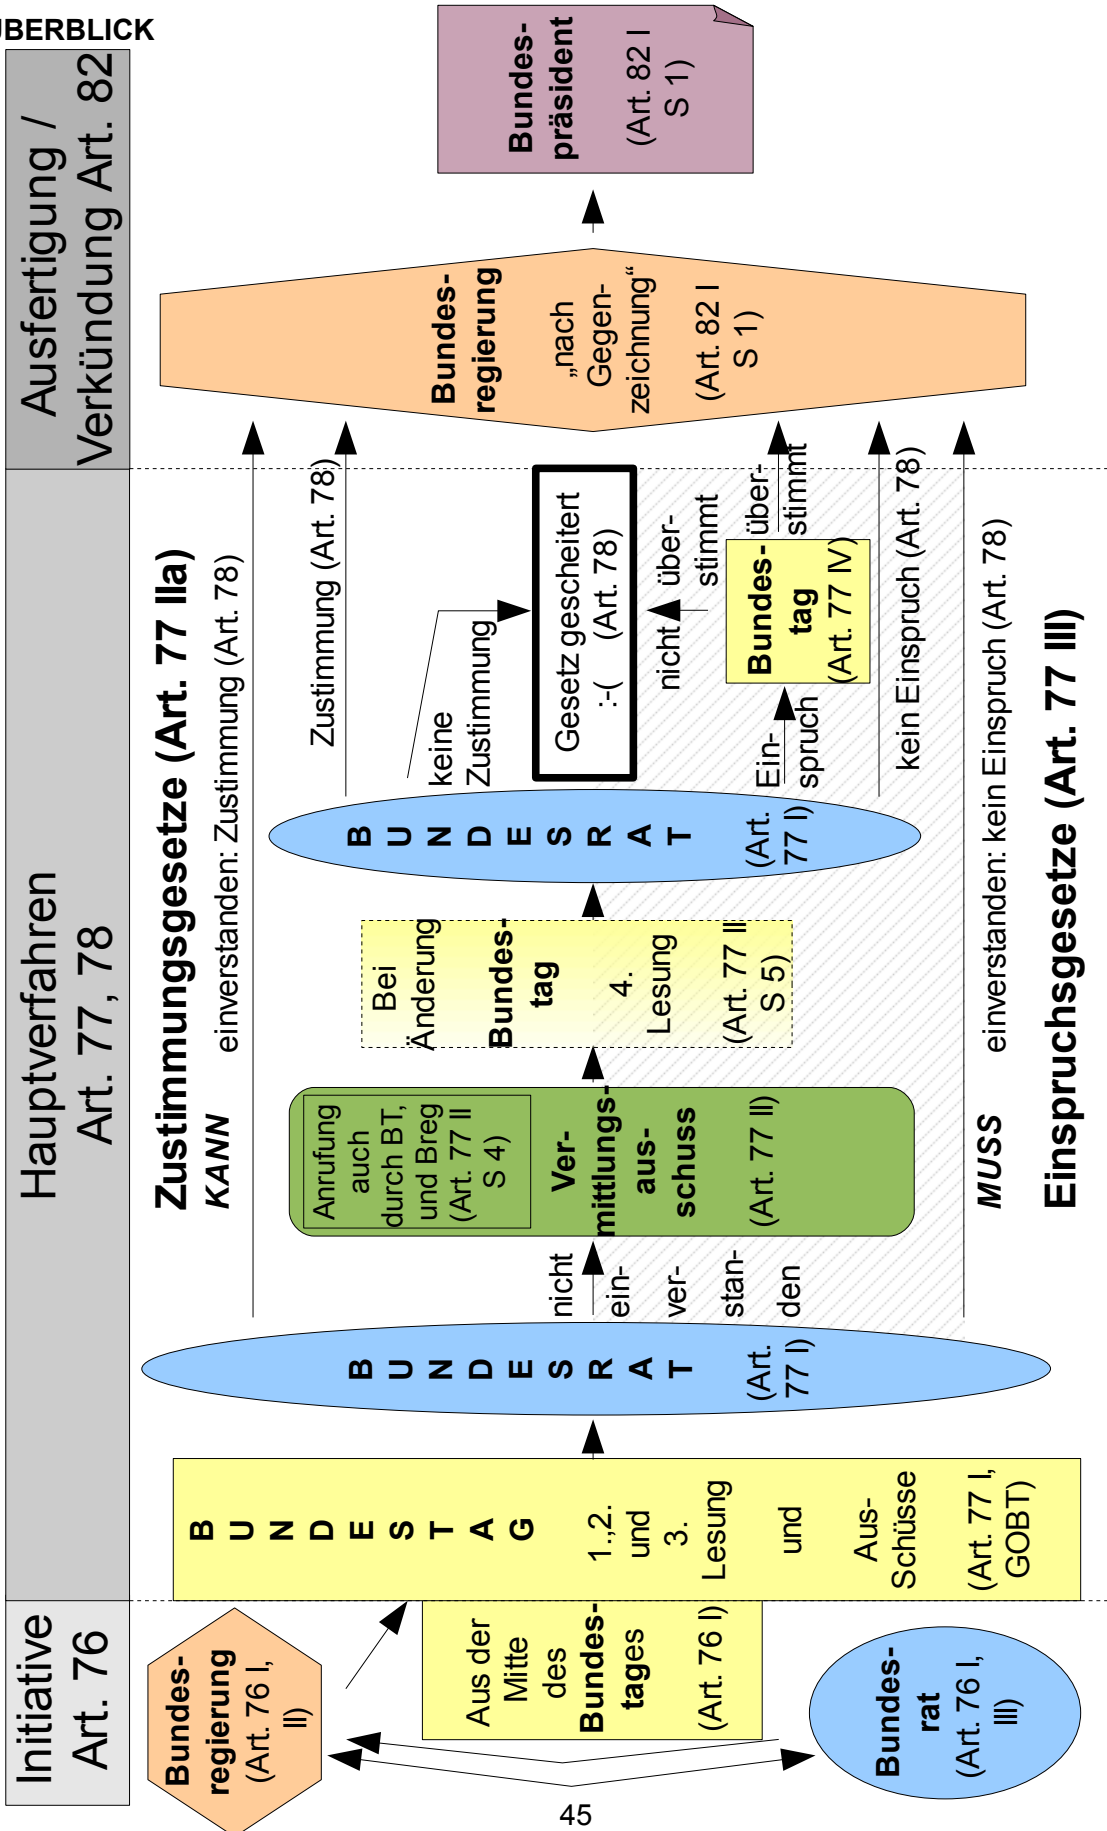 ÜBERBLICK
Initiative
Art. 76
Hauptverfahren
Art. 77, 78
Ausfertigung /
Verkündung Art. 82
Bundes-
regierung
(Art. 76 I,
II)
Aus der
Mitte
des
Bundes-
tages
(Art. 76 I)
Bundes-
rat
(Art. 76 I,
III)
BUNDESTAG
1.,2.
und
3.
Lesung
und
Aus-
Schüsse
(Art. 77 I,
GOBT)
BUNDESRAT
(Art.
77 I)
Zustimmungsgesetze (Art. 77 IIa)
KANN
einverstanden: Zustimmung (Art. 78)
nicht
ein-
ver-
stan-
den
Anrufung
auch
durch BT,
und Breg
(Art. 77 II
S 4)
Ver-
mittlungs-
aus-
schuss
(Art. 77 II)
Bei
Änderung
Bundes-
tag
4.
Lesung
(Art. 77 II
S 5)
BUNDESRAT
(Art.
77 I)
Zustimmung (Art. 78)
keine
Zustimmung
Gesetz gescheitert
:-( (Art. 78)
nicht über-
stimmt
Ein-
spruch
Bundes-
tag
(Art. 77 IV)
über-
stimmt
kein Einspruch (Art. 78)
MUSS
einverstanden: kein Einspruch (Art. 78)
Einspruchsgesetze (Art. 77 III)
Bundes-
regierung
„nach
Gegen-
zeichnung“
(Art. 82 I
S 1)
Bundes-
präsident
(Art. 82 I
S 1)
45